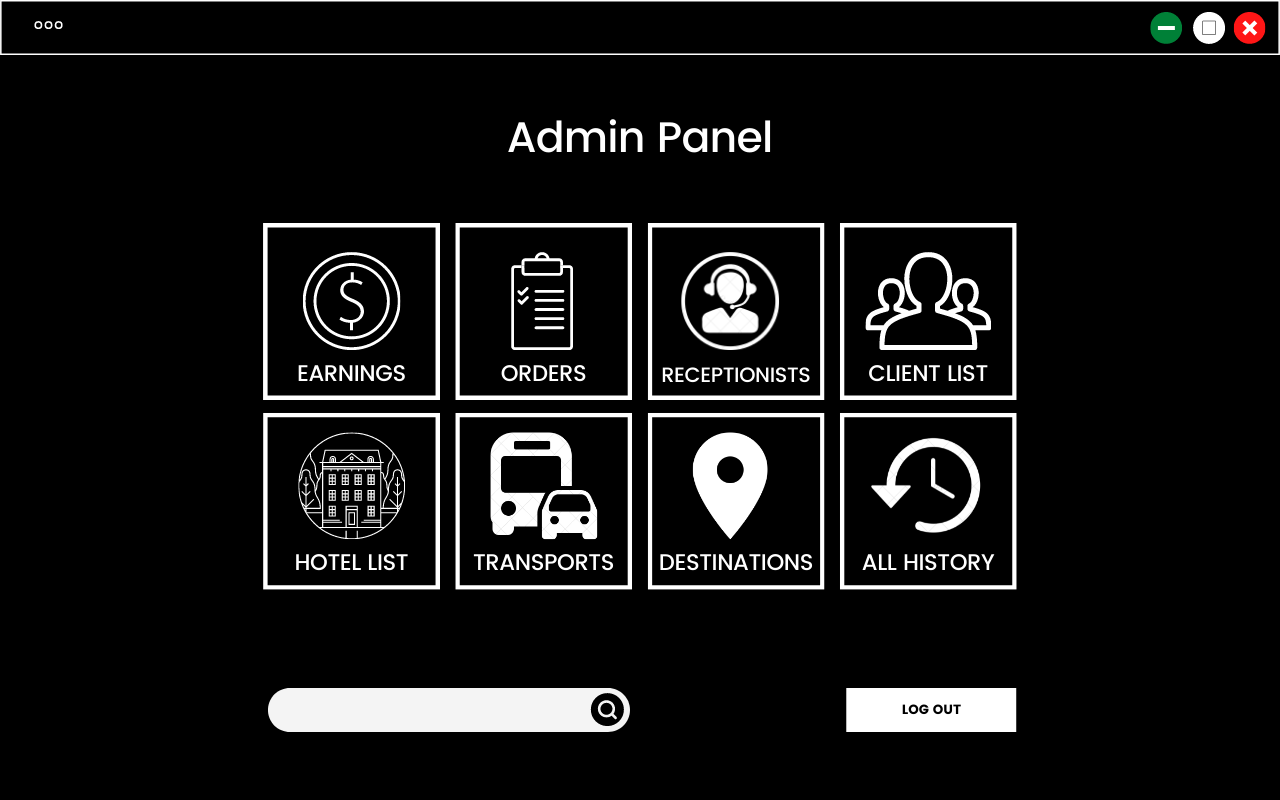 Admin Panel
EARNINGS
ORDERS
RECEPTIONISTS
CLIENT LIST
HOTEL LIST
TRANSPORTS
DESTINATIONS
ALL HISTORY
LOG OUT